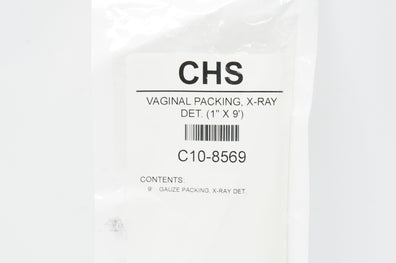 CHS
VAGINAL PACKING, X-RAY
DET. (1" X 9')
C10-8569
CONTENTS:
9' GAUZE PACKING, X-RAY DET.